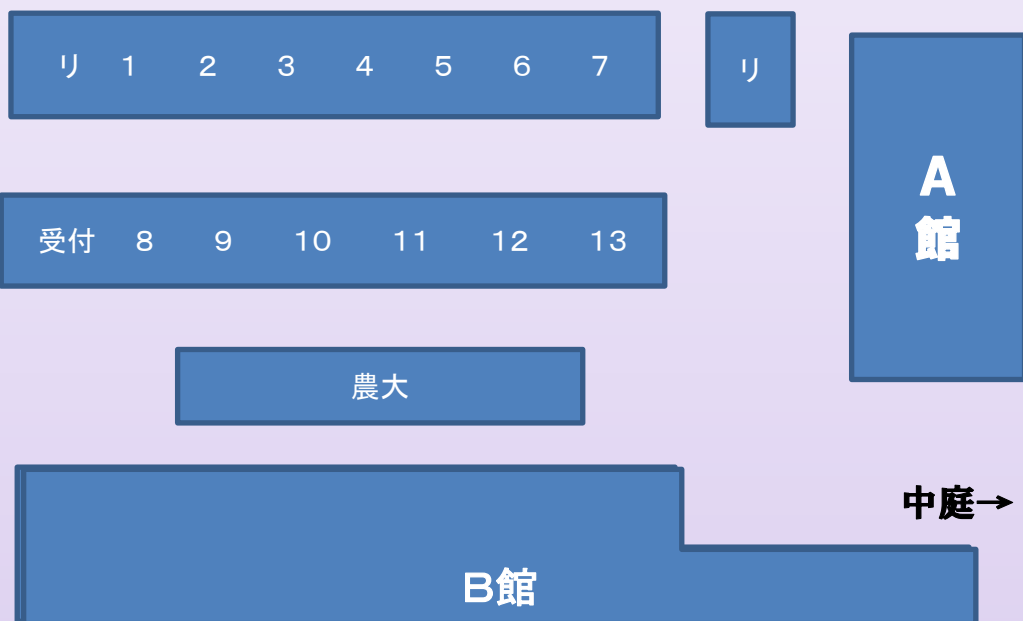 リ　１　２　３　４　５　６　７
リ
A
館
受付　８　９　１０　１１　１２　１３
農大
中庭→
B館